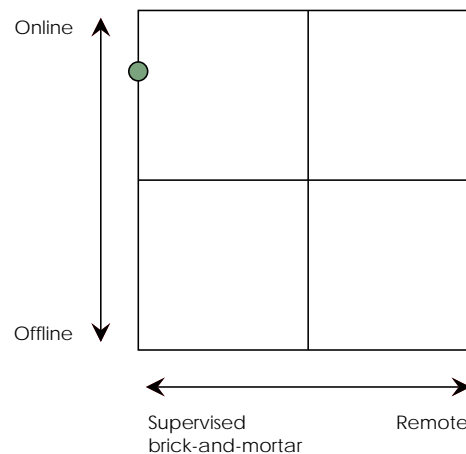 Online
Offline
Supervised
brick-and-mortar
Remote